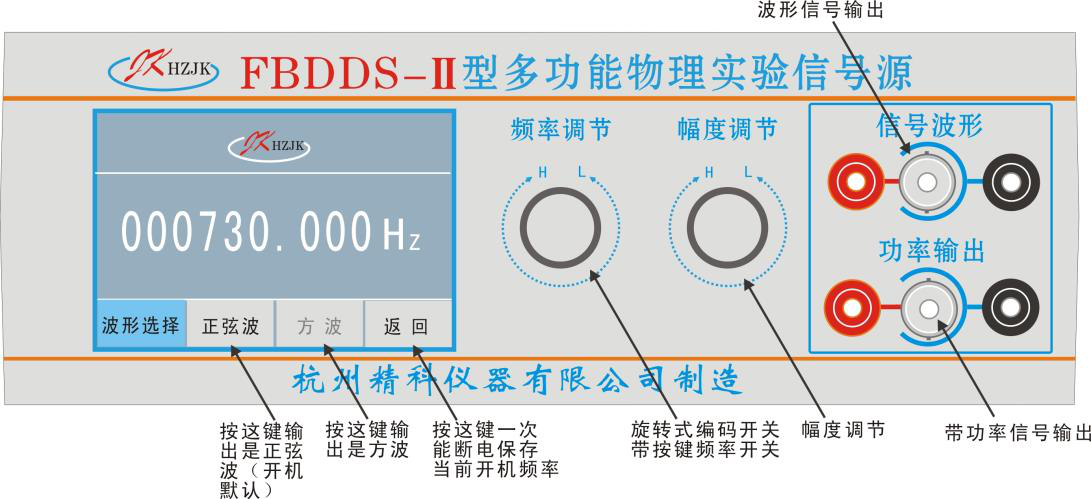 波形信号输出
JK HZJK
FBDDS-II型多功能物理实验信号源
JK HZJK
000730.000Hz
波形选择 正弦波 方 波 返 回
频率调节
H L
幅度调节
H L
信号波形
功率输出
杭州精科仪器有限公司制造
按这键输
出是正弦
波（开机
默认）
按这键输
出是方波
按这键一次
能断电保存
当前开机频率
旋转式编码开关
带按键频率开关
幅度调节
带功率信号输出